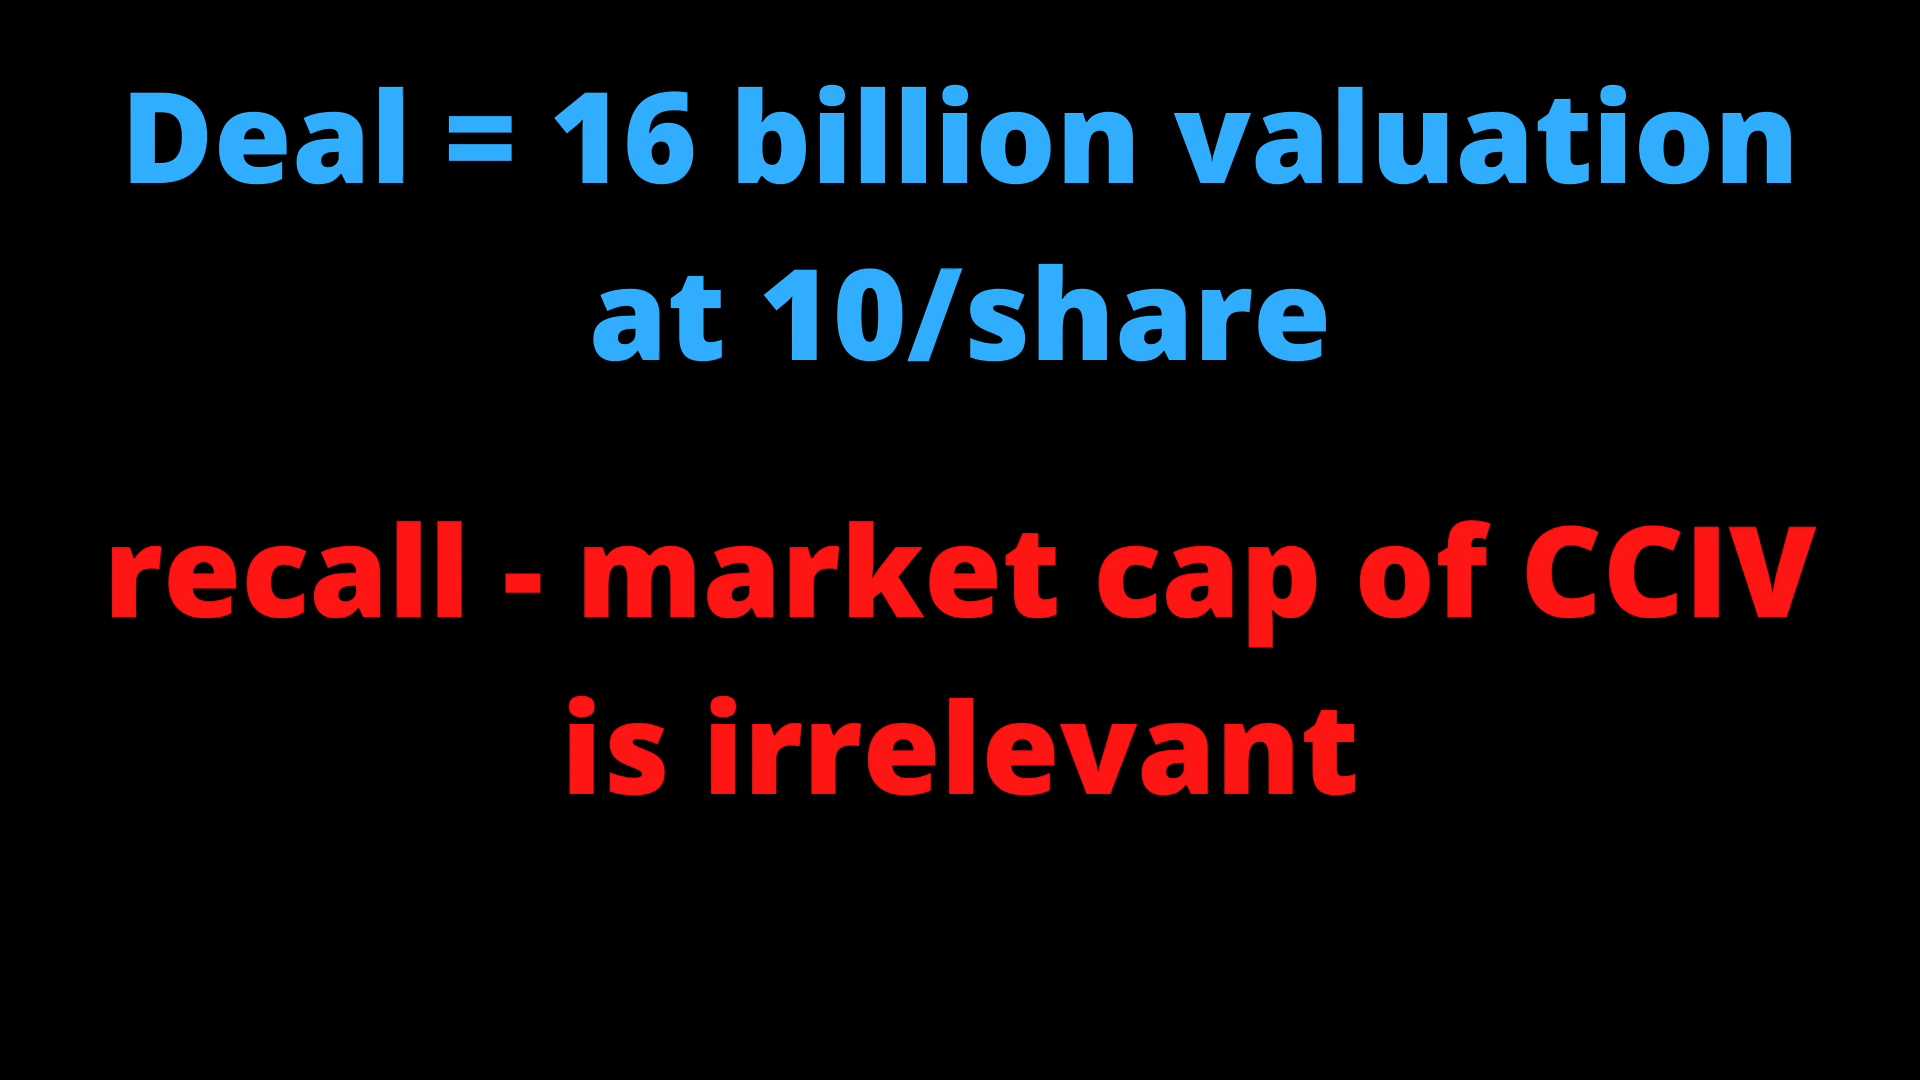 Deal = 16 billion valuation
at 10/share
recall - market cap of CCIV
is irrelevant